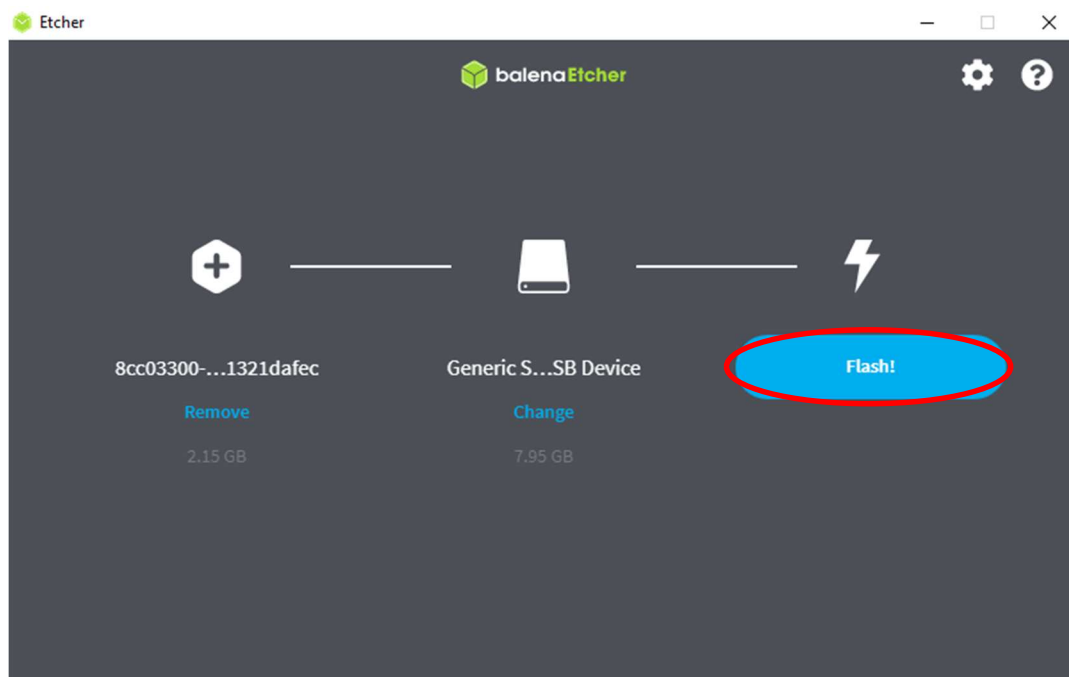 Etcher
balenaEtcher
8cc03300-...1321dafec
Generic S...SB Device
Flash!
Remove
Change
2.15 GB
7.95 GB